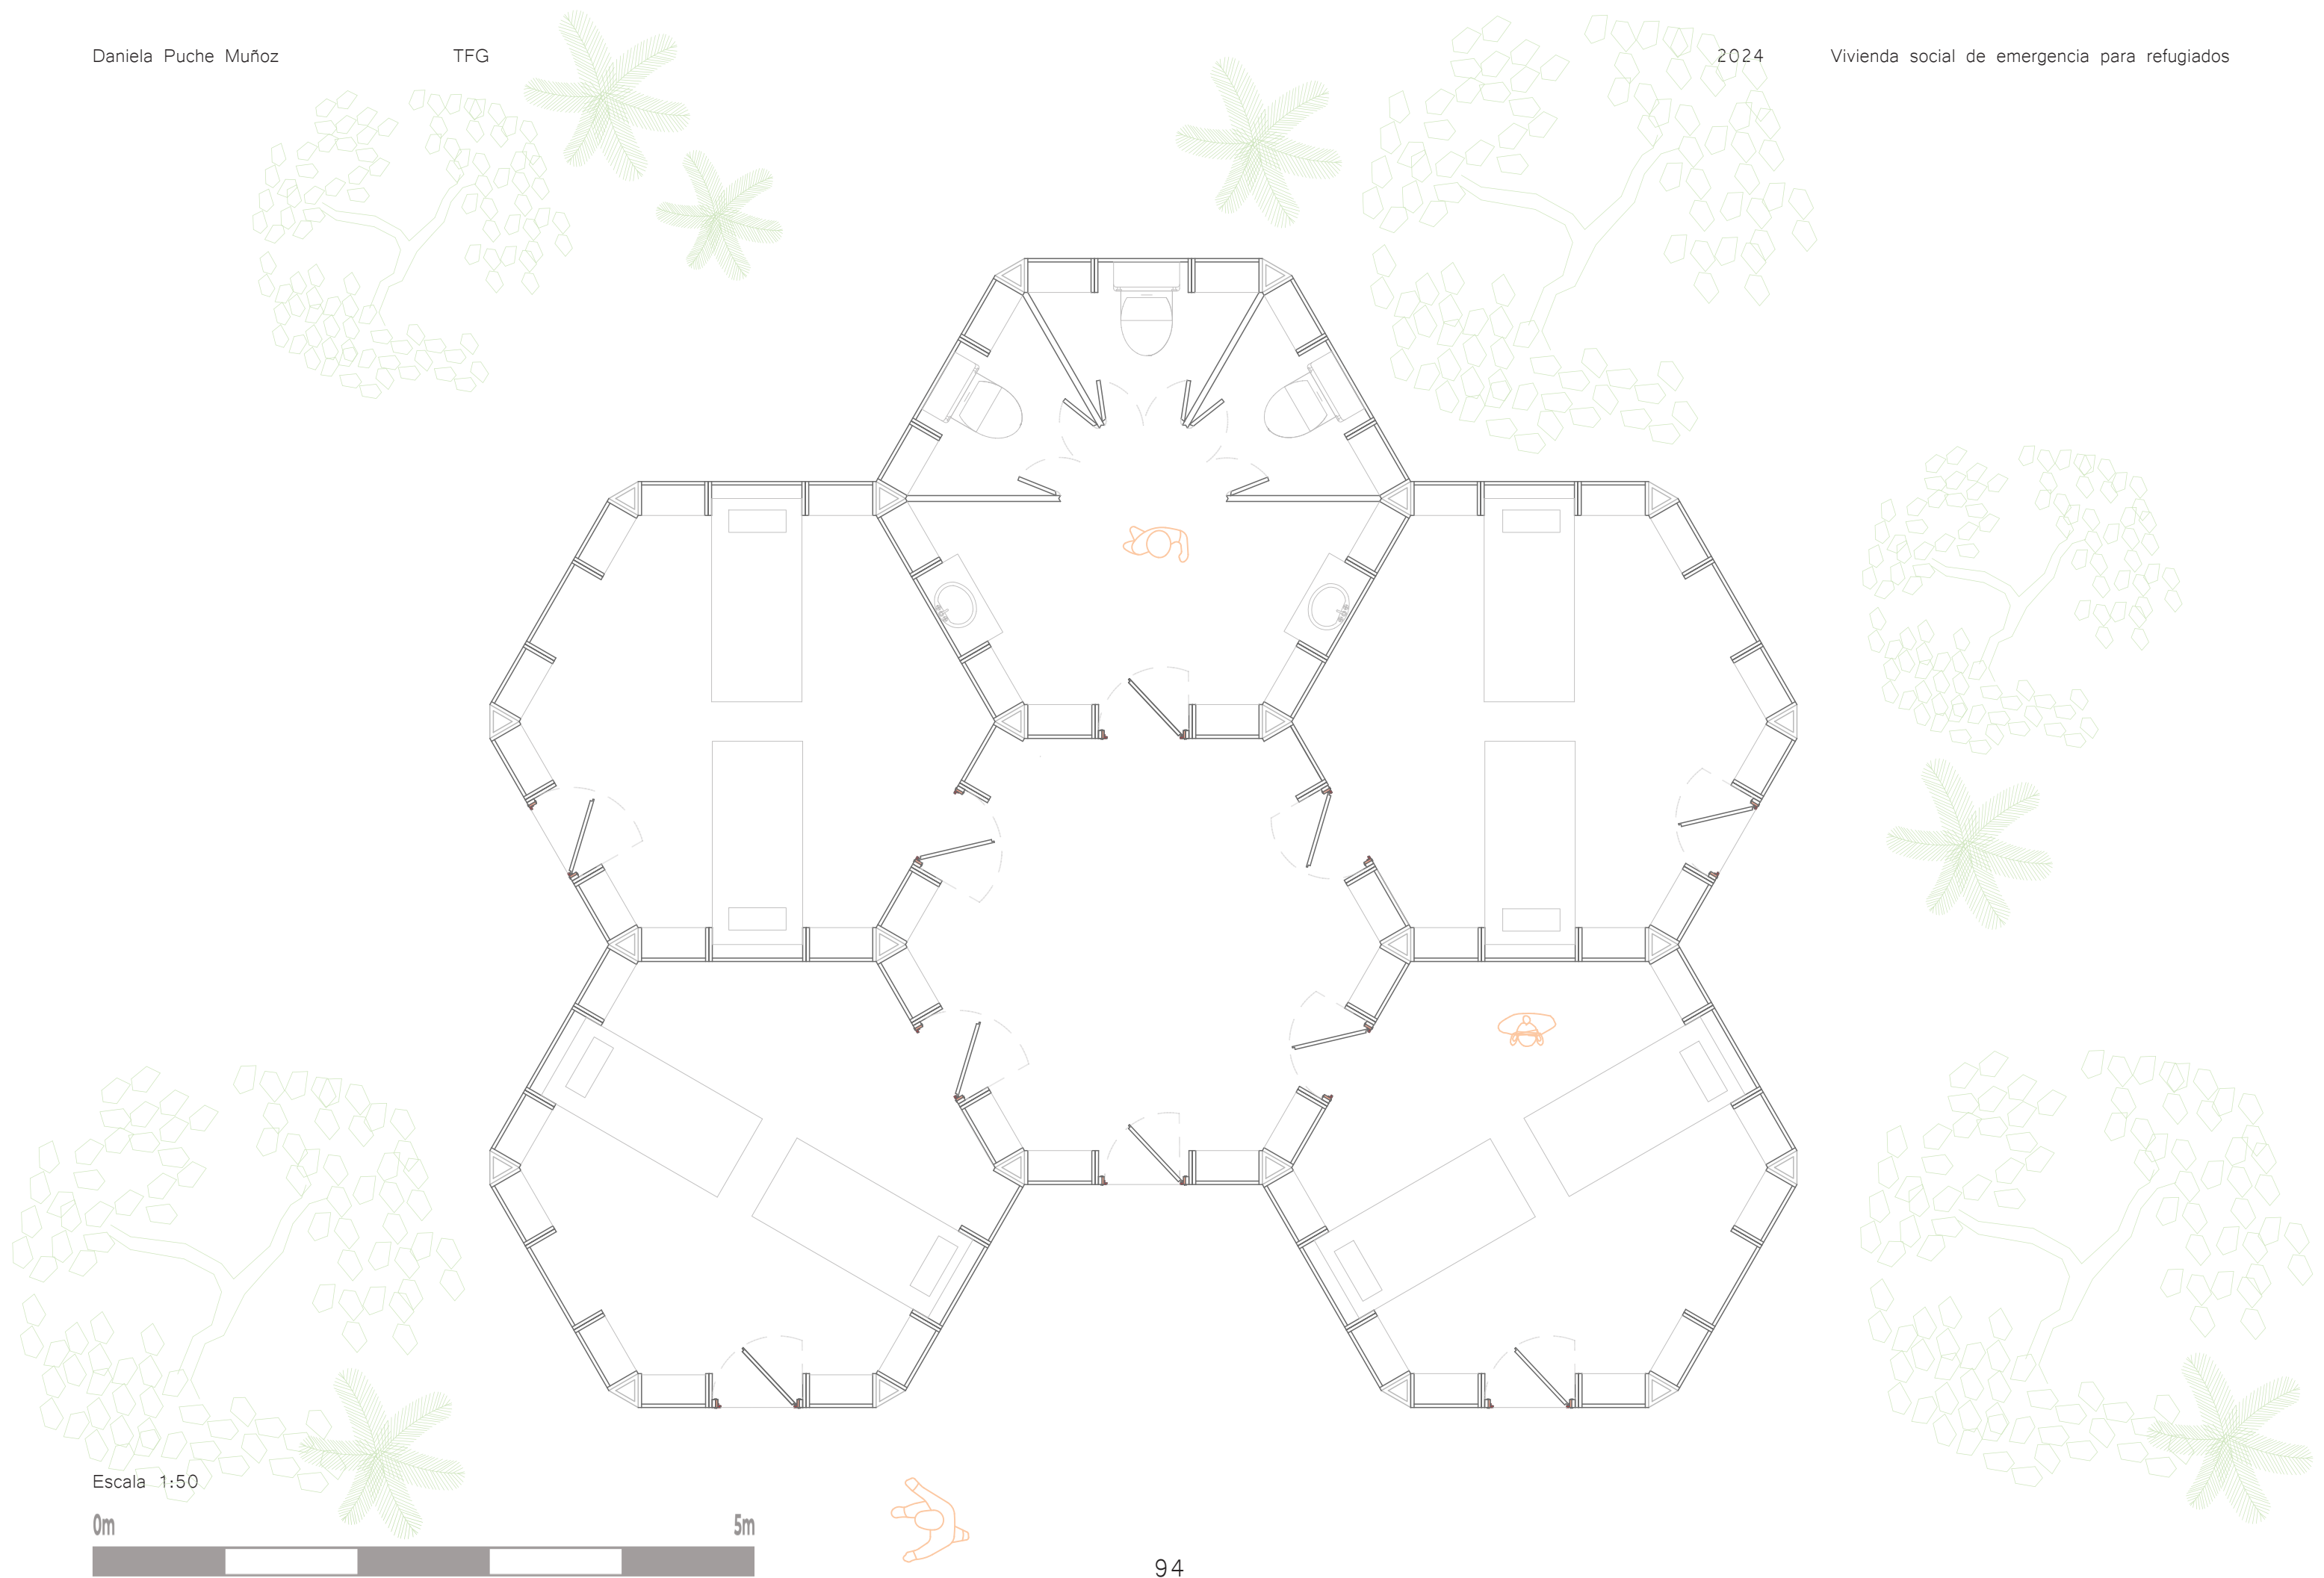 Daniela Puche Muñoz TFG 2024 Vivienda social de emergencia para refugiados
Escala 1:50
0m 5m
94